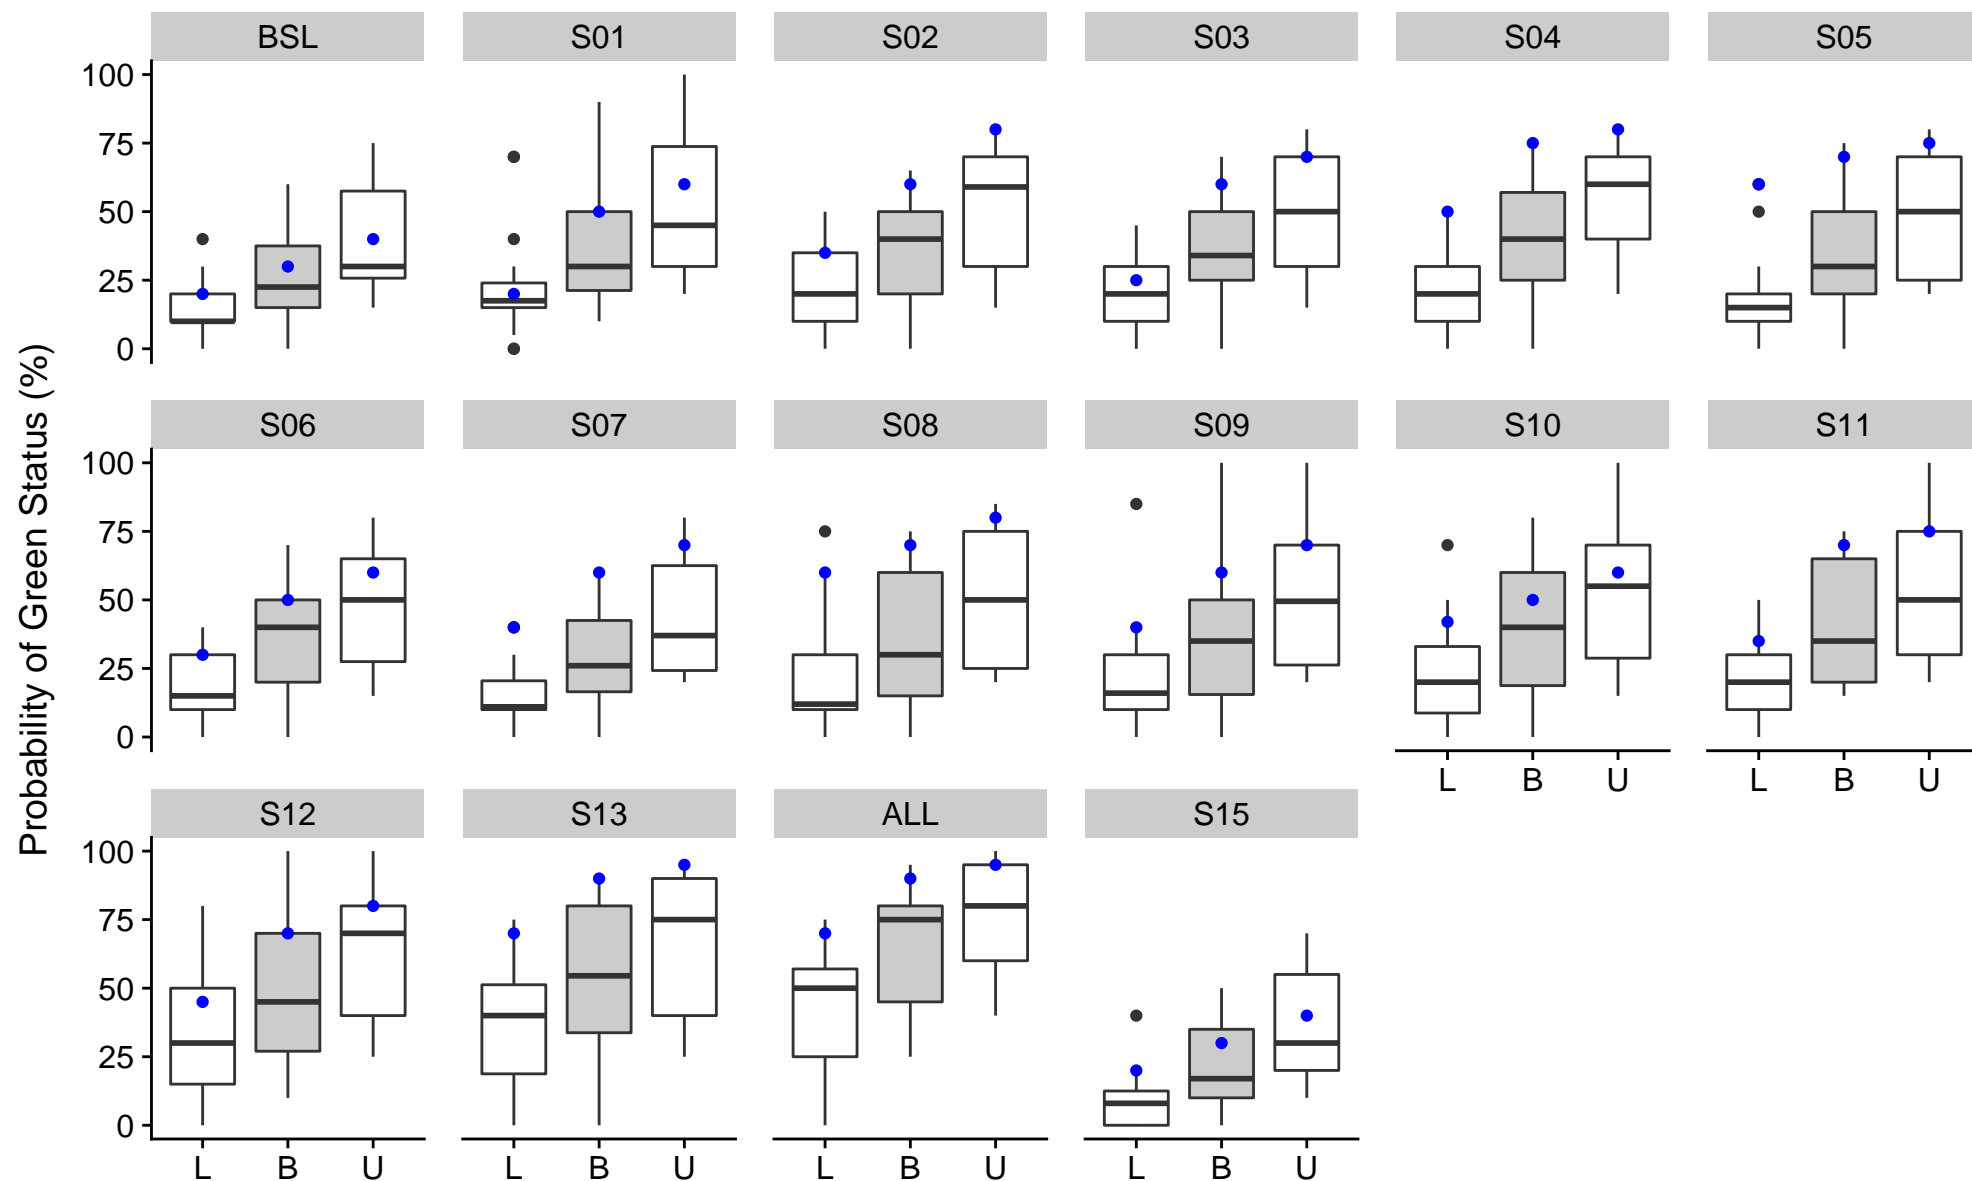 BSL S01 S02 S03 S04 S05
100
75
50
25
0
Probability of Green Status (%)
S06 S07 S08 S09 S10 S11
100
75
50
25
0
L B U L B U
S12 S13 ALL S15
100
75
50
25
0
L B U L B U L B U L B U